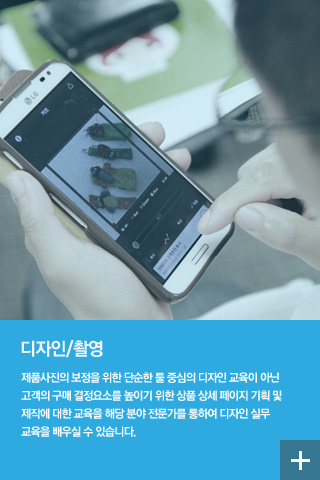 LG
디자인/촬영
제품사진의 보정을 위한 단순한 툴 중심의 디자인 교육이 아닌
고객의 구매 결정요소를 높이기 위한 상품 상세 페이지 기획 및
제작에 대한 교육을 해당 분야 전문가를 통하여 디자인 실무
교육을 배우실 수 있습니다.
+